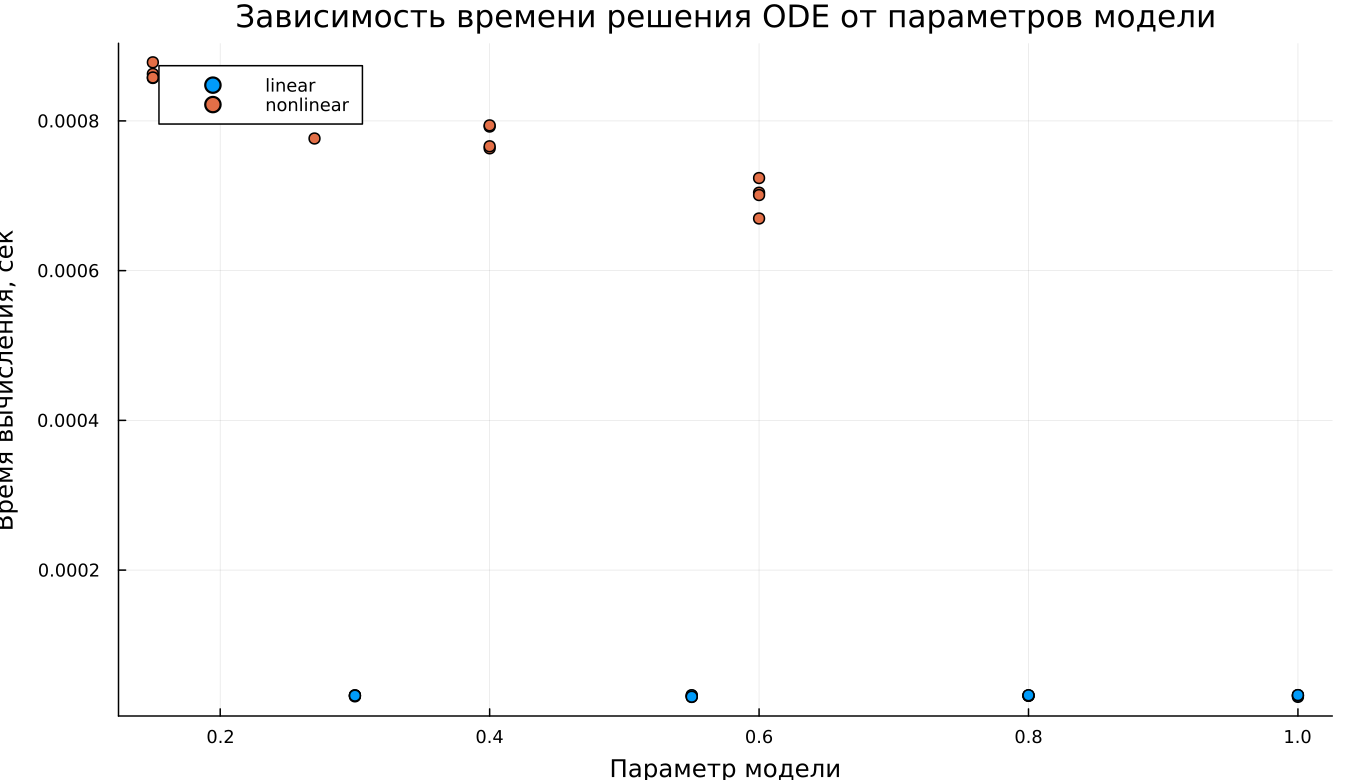 Зависимость времени решения ODE от параметров модели
linear
nonlinear
0.0008
0.0006
0.0004
0.0002
Время вычисления, сек
0.2 0.4 0.6 0.8 1.0
Параметр модели